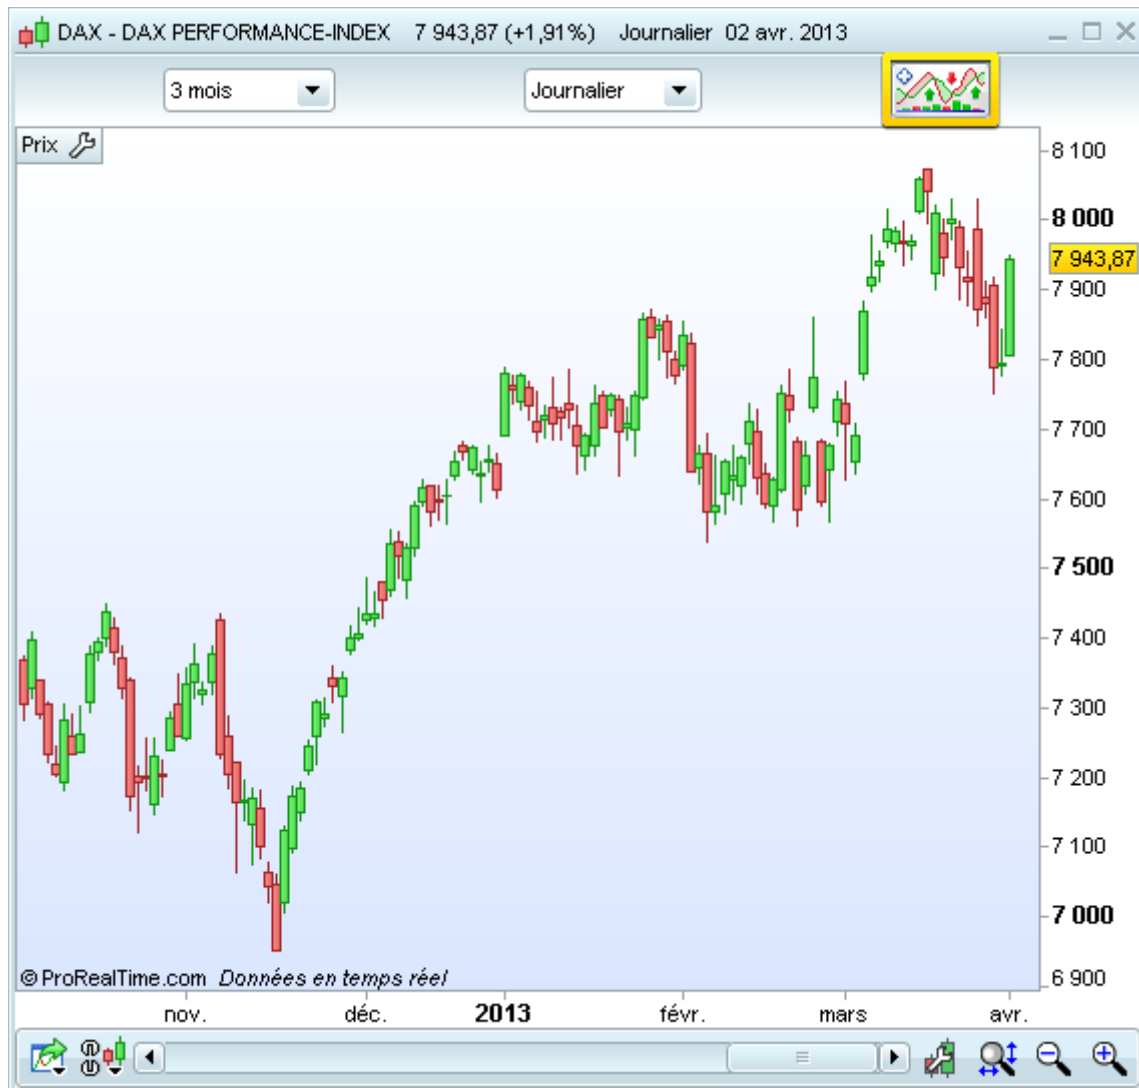 DAX - DAX PERFORMANCE-INDEX 7 943,87 (+1,91%) Journalier 02 avr. 2013
3 mois Journalier
Prix
8 100
8 000
7 943,87
7 900
7 800
7 700
7 600
7 500
7 400
7 300
7 200
7 100
7 000
6 900
© ProRealTime.com Données en temps réel
nov. déc. 2013 févr. mars avr.